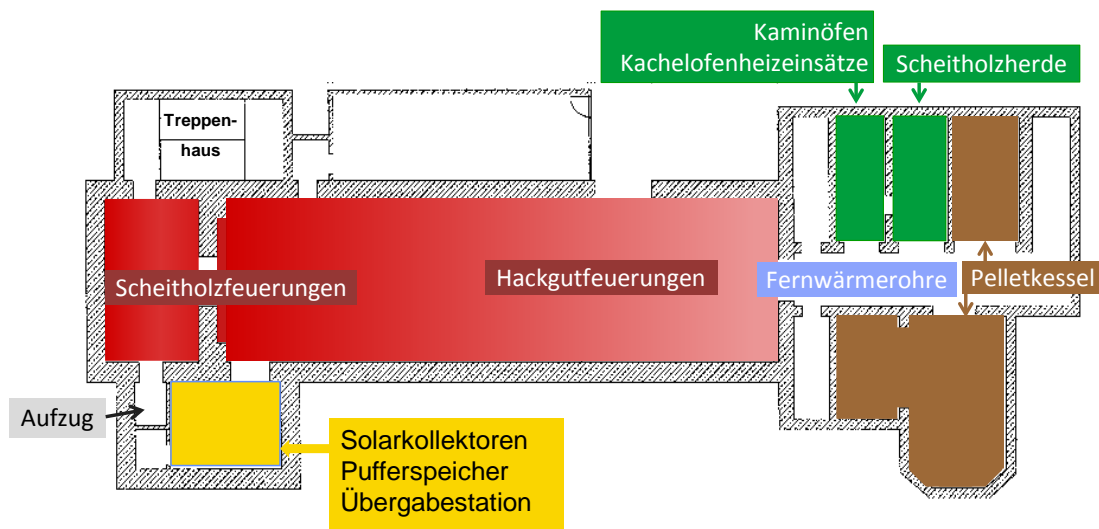 Kaminöfen
Kachelofenheizeinsätze
Scheitholzherde
Treppen-
haus
Scheitholzfeuerungen
Hackgutfeuerungen
Fernwärmerohre
Pelletkessel
Aufzug
Solarkollektoren
Pufferspeicher
Übergabestation